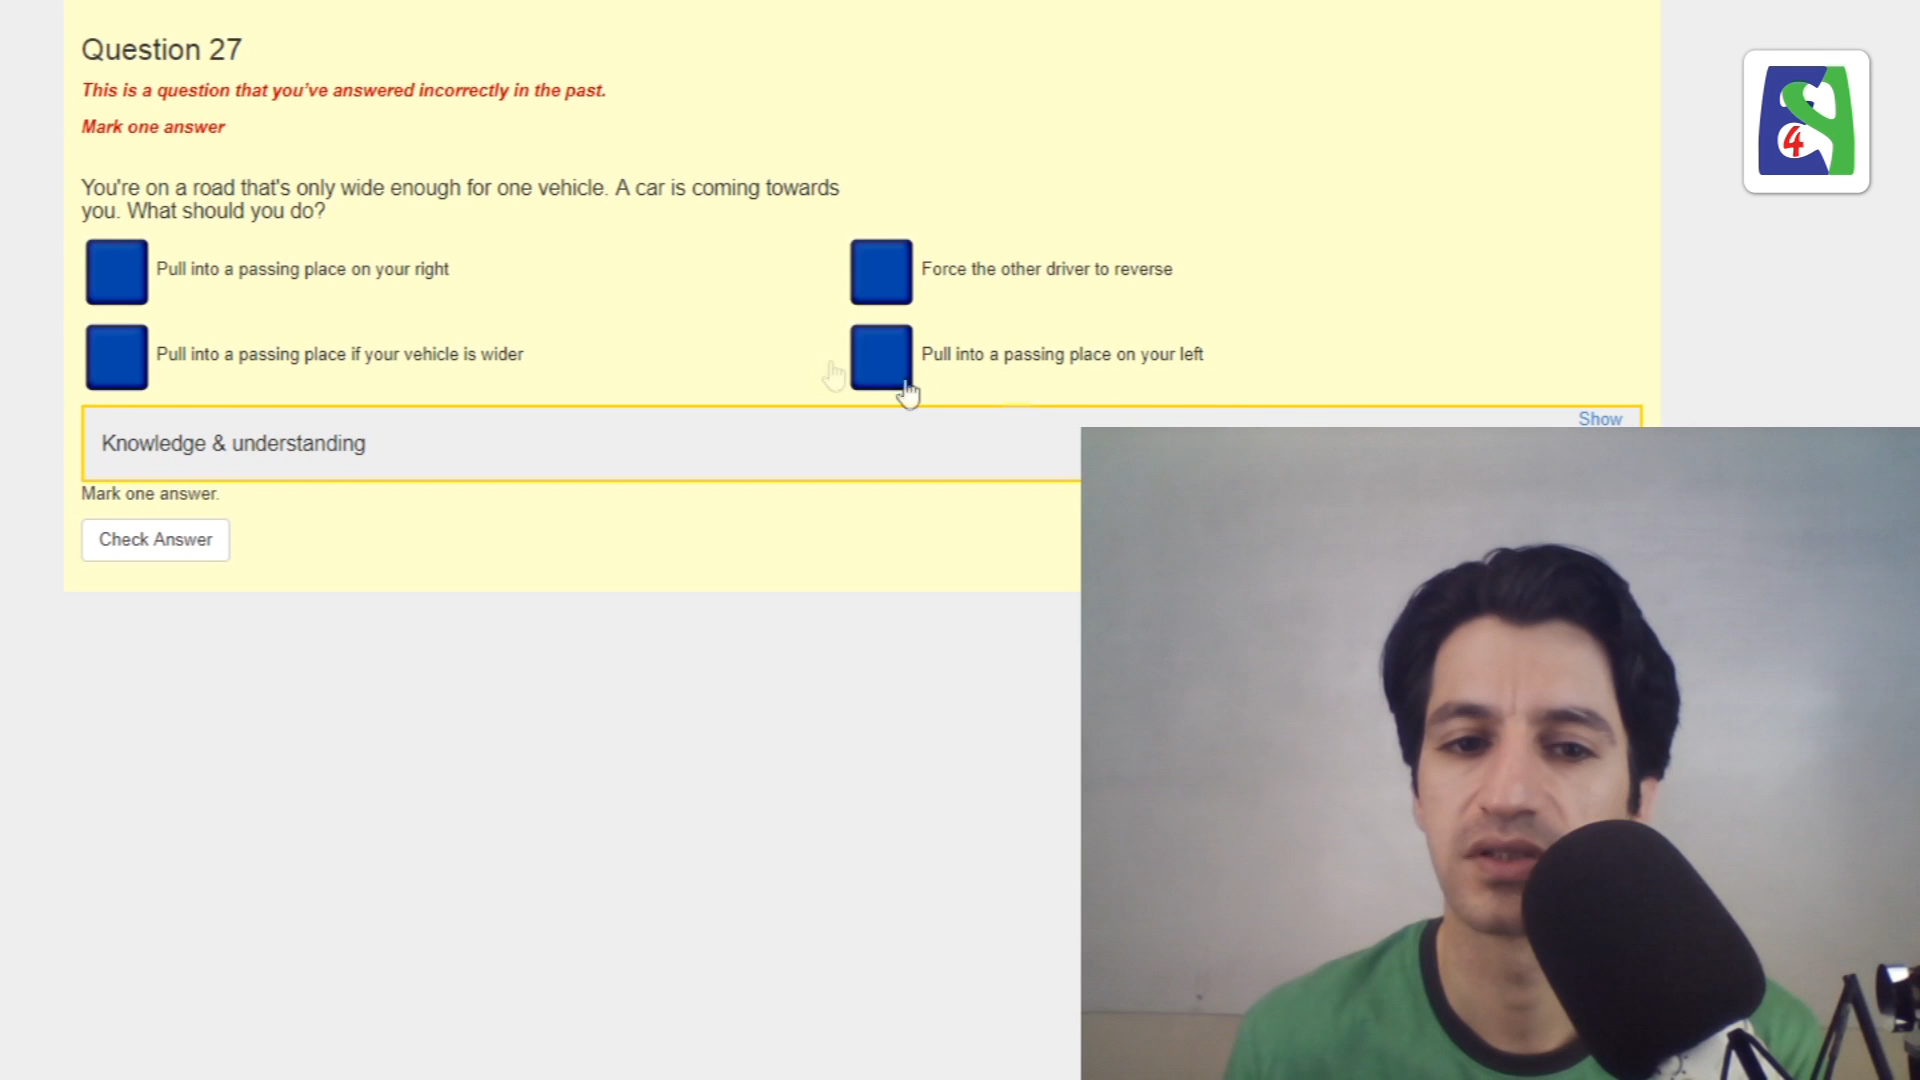 Question 27
This is a question that you've answered incorrectly in the past.
Mark one answer
You're on a road that's only wide enough for one vehicle. A car is coming towards
you. What should you do?
Pull into a passing place on your right
Force the other driver to reverse
Pull into a passing place if your vehicle is wider
Pull into a passing place on your left
Show
Knowledge & understanding
Mark one answer.
Check Answer
4